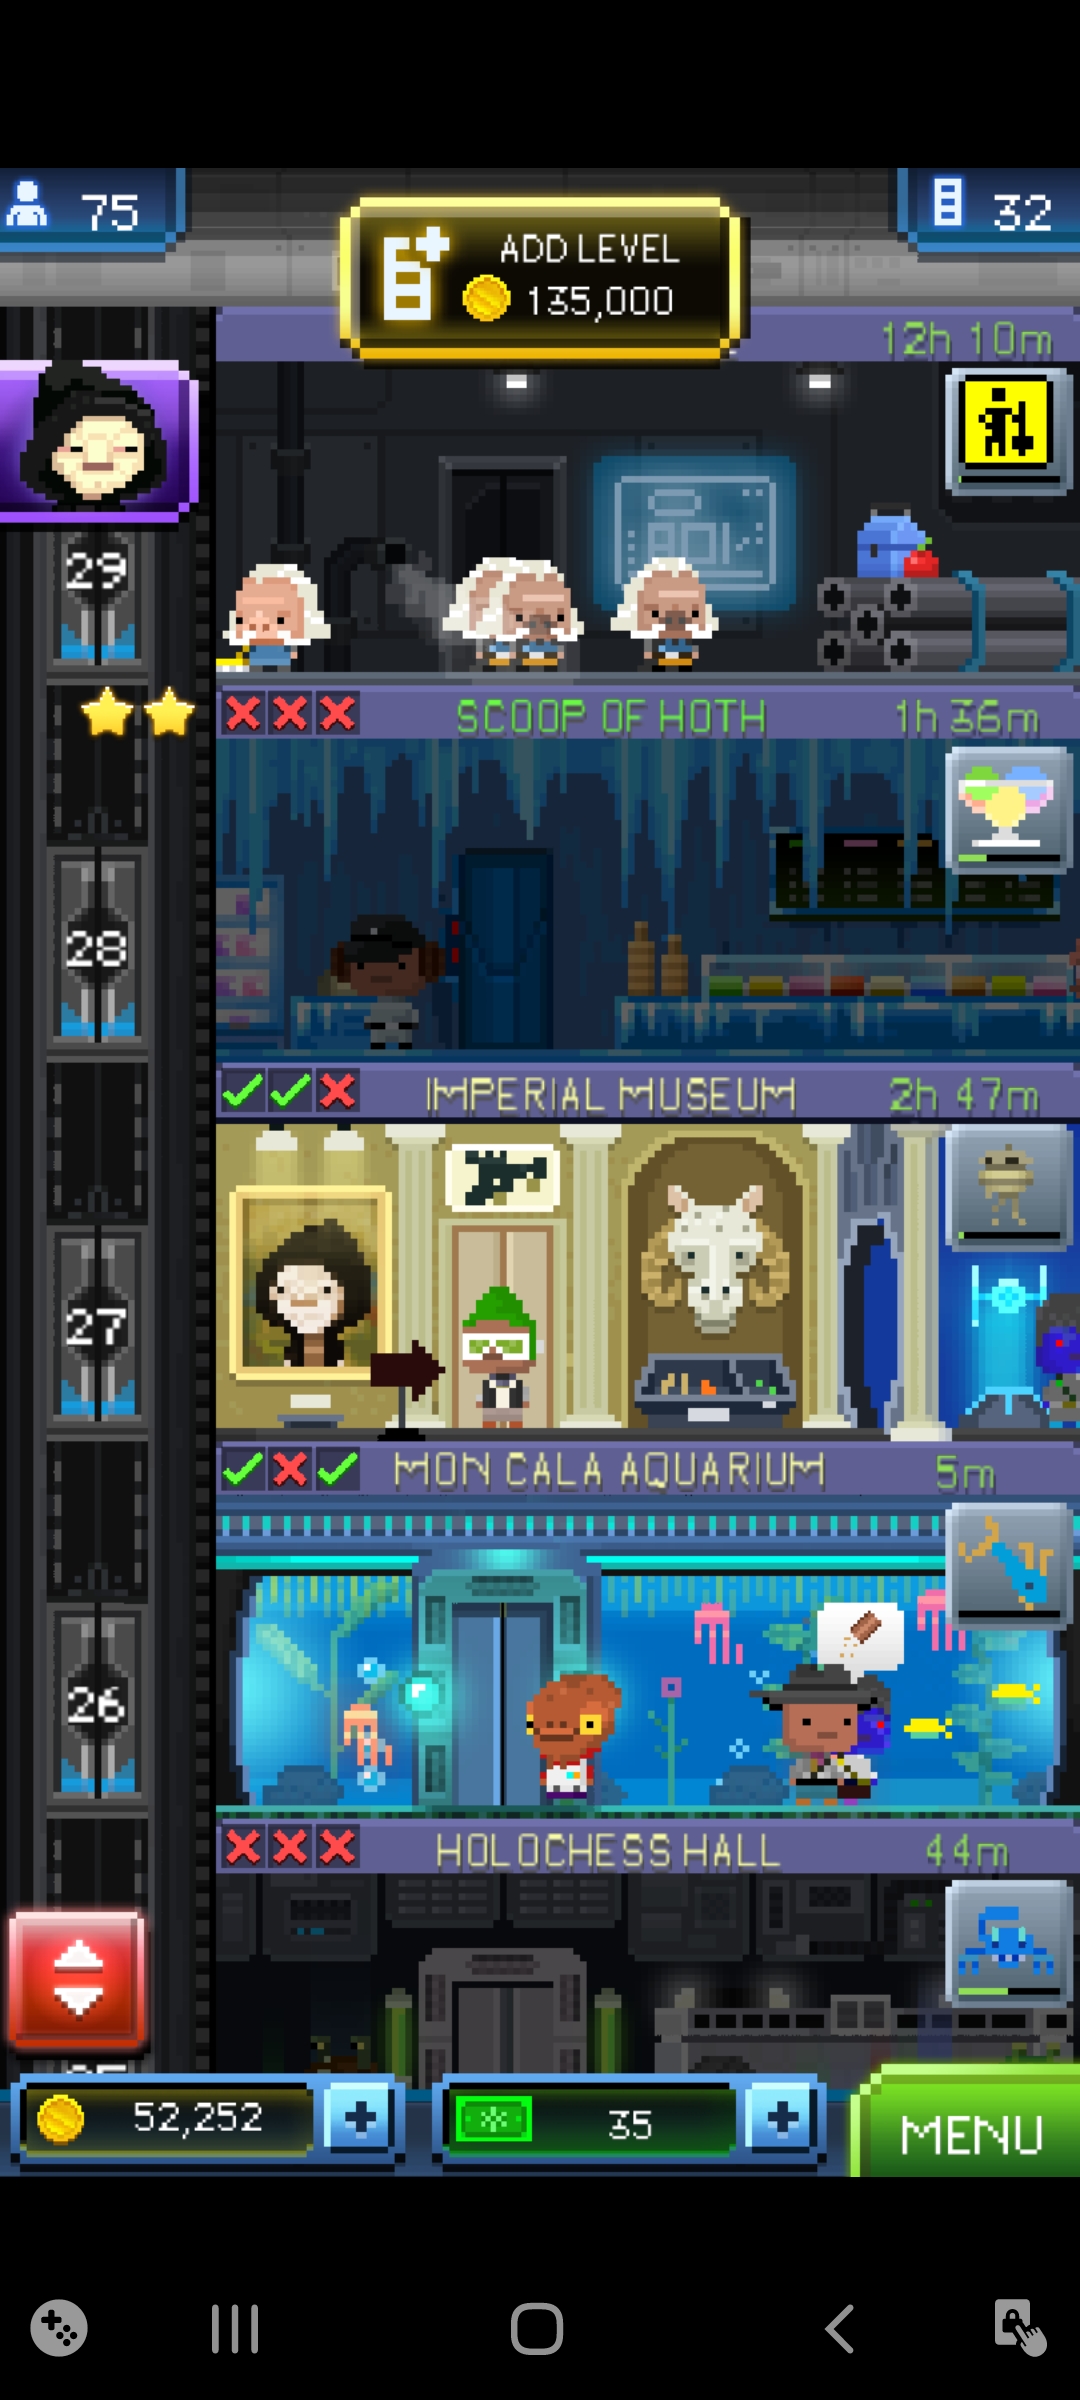 75
ADD LEVEL
135,000
32
12h 10m
29
SCOOP OF HOTH
1h 36m
28
IMPERIAL MUSEUM
2h 47m
27
MON CALA AQUARIUM
5m
26
HOLOCHESS HALL
44m
52,252
35
MENU